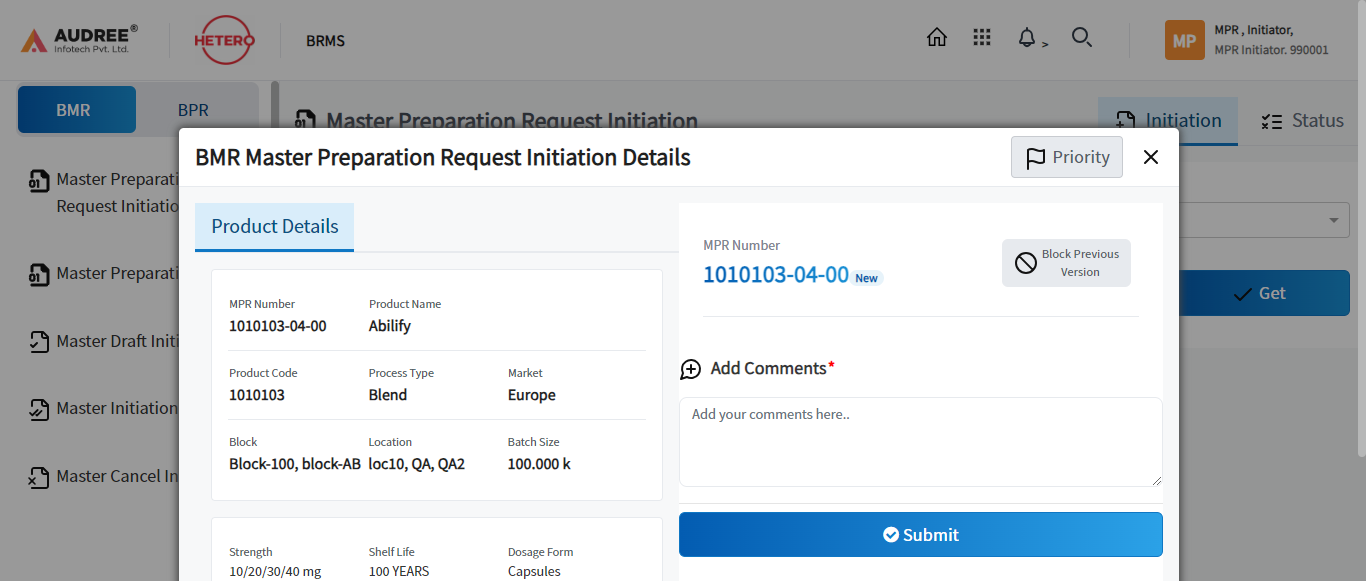 AUDREE®
Infotech Pvt. Ltd.
HETERO
BRMS
>
MP
MPR , Initiator,
MPR Initiator. 990001
BMR
BPR
Master Preparation Request Initiation
Initiation
Status
Master Preparati
Request Initiatio
Master Preparati
Master Draft Initi
Master Initiation
Master Cancel In
Get
BMR Master Preparation Request Initiation Details
Priority
Product Details
MPR Number
Product Name
1010103-04-00
Abilify
Product Code
Process Type
Market
1010103
Blend
Europe
Block
Location
Batch Size
Block-100, block-AB
loc10, QA, QA2
100.000 k
Strength
Shelf Life
Dosage Form
10/20/30/40 mg
100 YEARS
Capsules
MPR Number
1010103-04-00 New
Block Previous
Version
Add Comments*
Add your comments here..
Submit